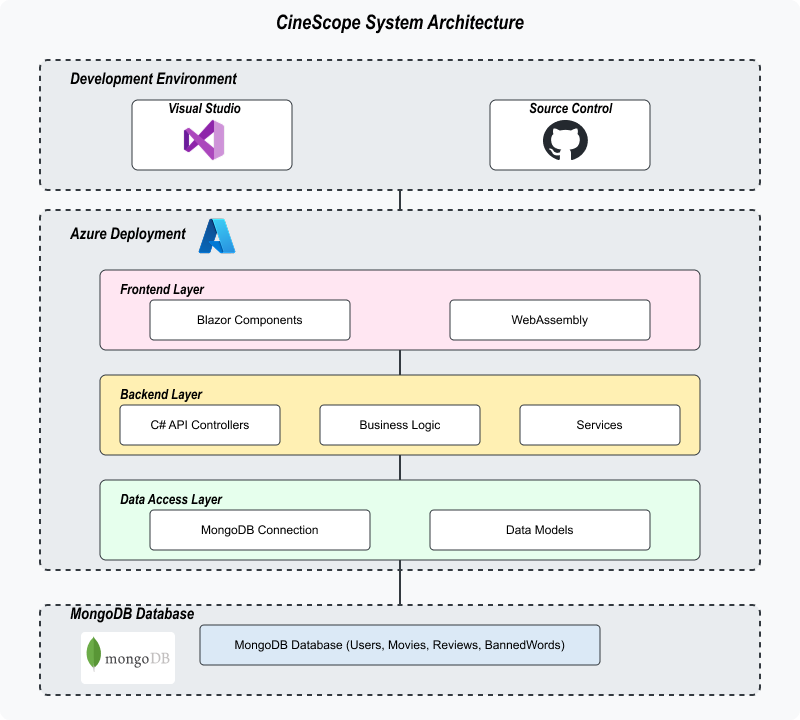 CineScope System Architecture
Development Environment
Visual Studio
Source Control
Azure Deployment
Frontend Layer
Blazor Components
WebAssembly
Backend Layer
C# API Controllers
Business Logic
Services
Data Access Layer
MongoDB Connection
Data Models
MongoDB Database
mongoDB
MongoDB Database (Users, Movies, Reviews, BannedWords)